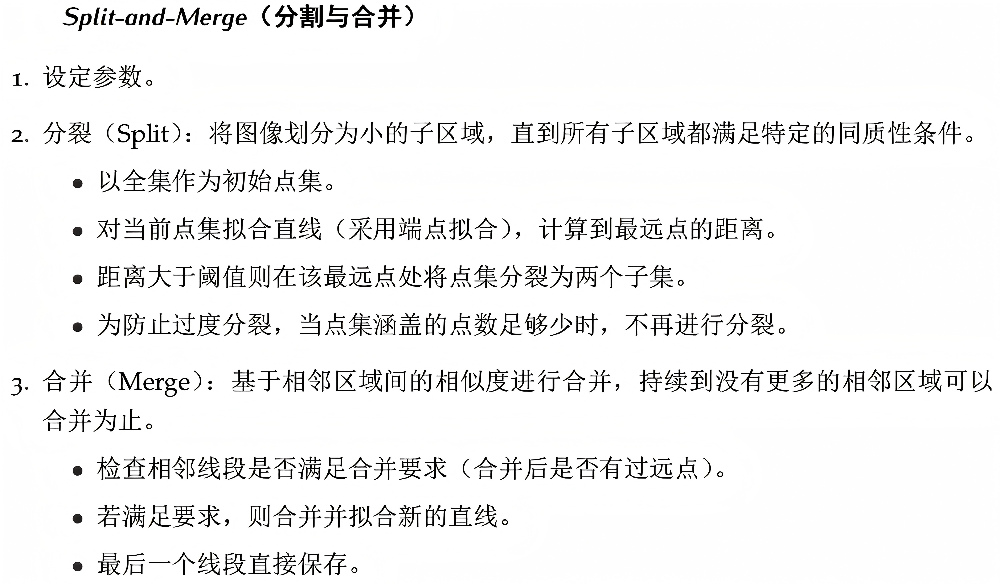 Split-and-Merge（分割与合并）
1. 设定参数。
2. 分裂（Split）：将图像划分为小的子区域，直到所有子区域都满足特定的同质性条件。
● 以全集作为初始点集。
● 对当前点集拟合直线（采用端点拟合），计算到最远点的距离。
● 距离大于阈值则在该最远点处将点集分裂为两个子集。
● 为防止过度分裂，当点集涵盖的点数足够少时，不再进行分裂。
3. 合并（Merge）：基于相邻区域间的相似度进行合并，持续到没有更多的相邻区域可以
合并为止。
● 检查相邻线段是否满足合并要求（合并后是否有过远点）。
● 若满足要求，则合并并拟合新的直线。
● 最后一个线段直接保存。